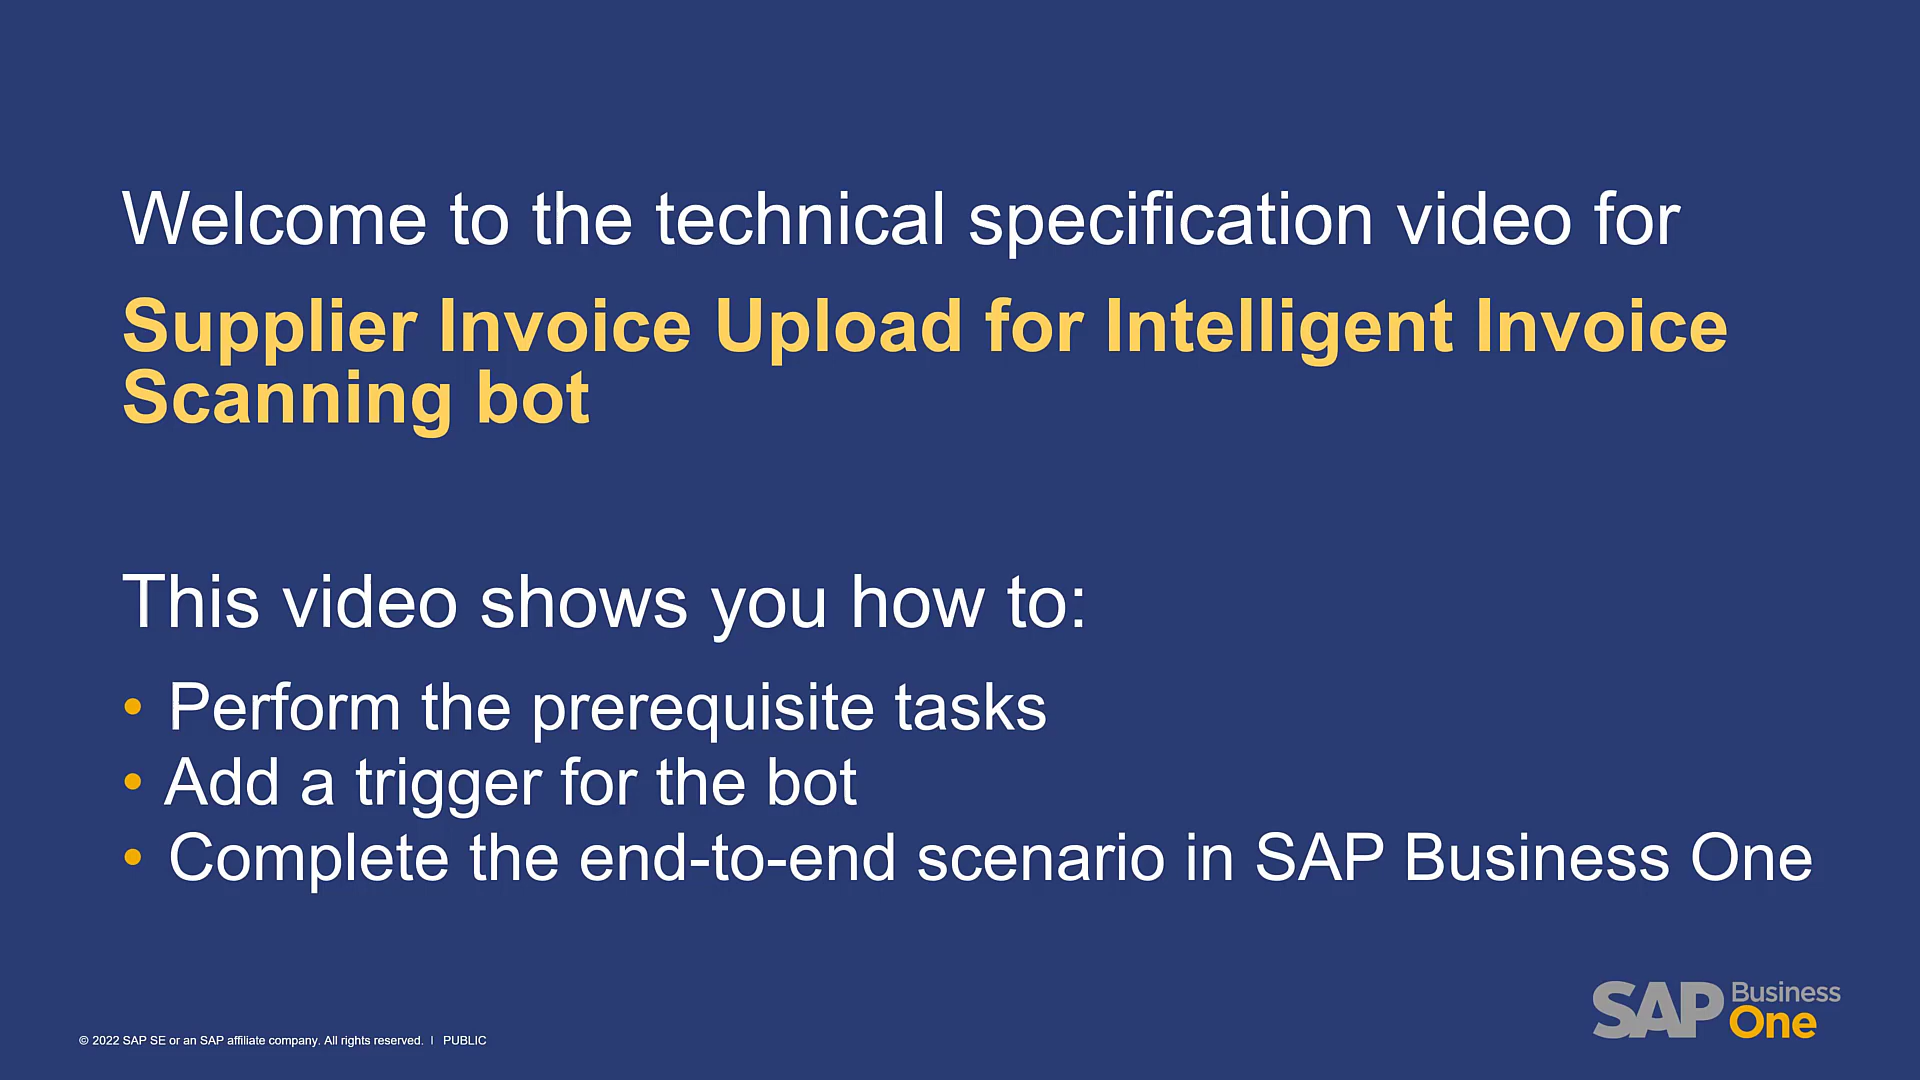 Welcome to the technical specification video for
Supplier Invoice Upload for Intelligent Invoice
Scanning bot
This video shows you how to:
• Perform the prerequisite tasks
• Add a trigger for the bot
• Complete the end-to-end scenario in SAP Business One
© 2022 SAP SE or an SAP affiliate company. All rights reserved. | PUBLIC
SAP Business One